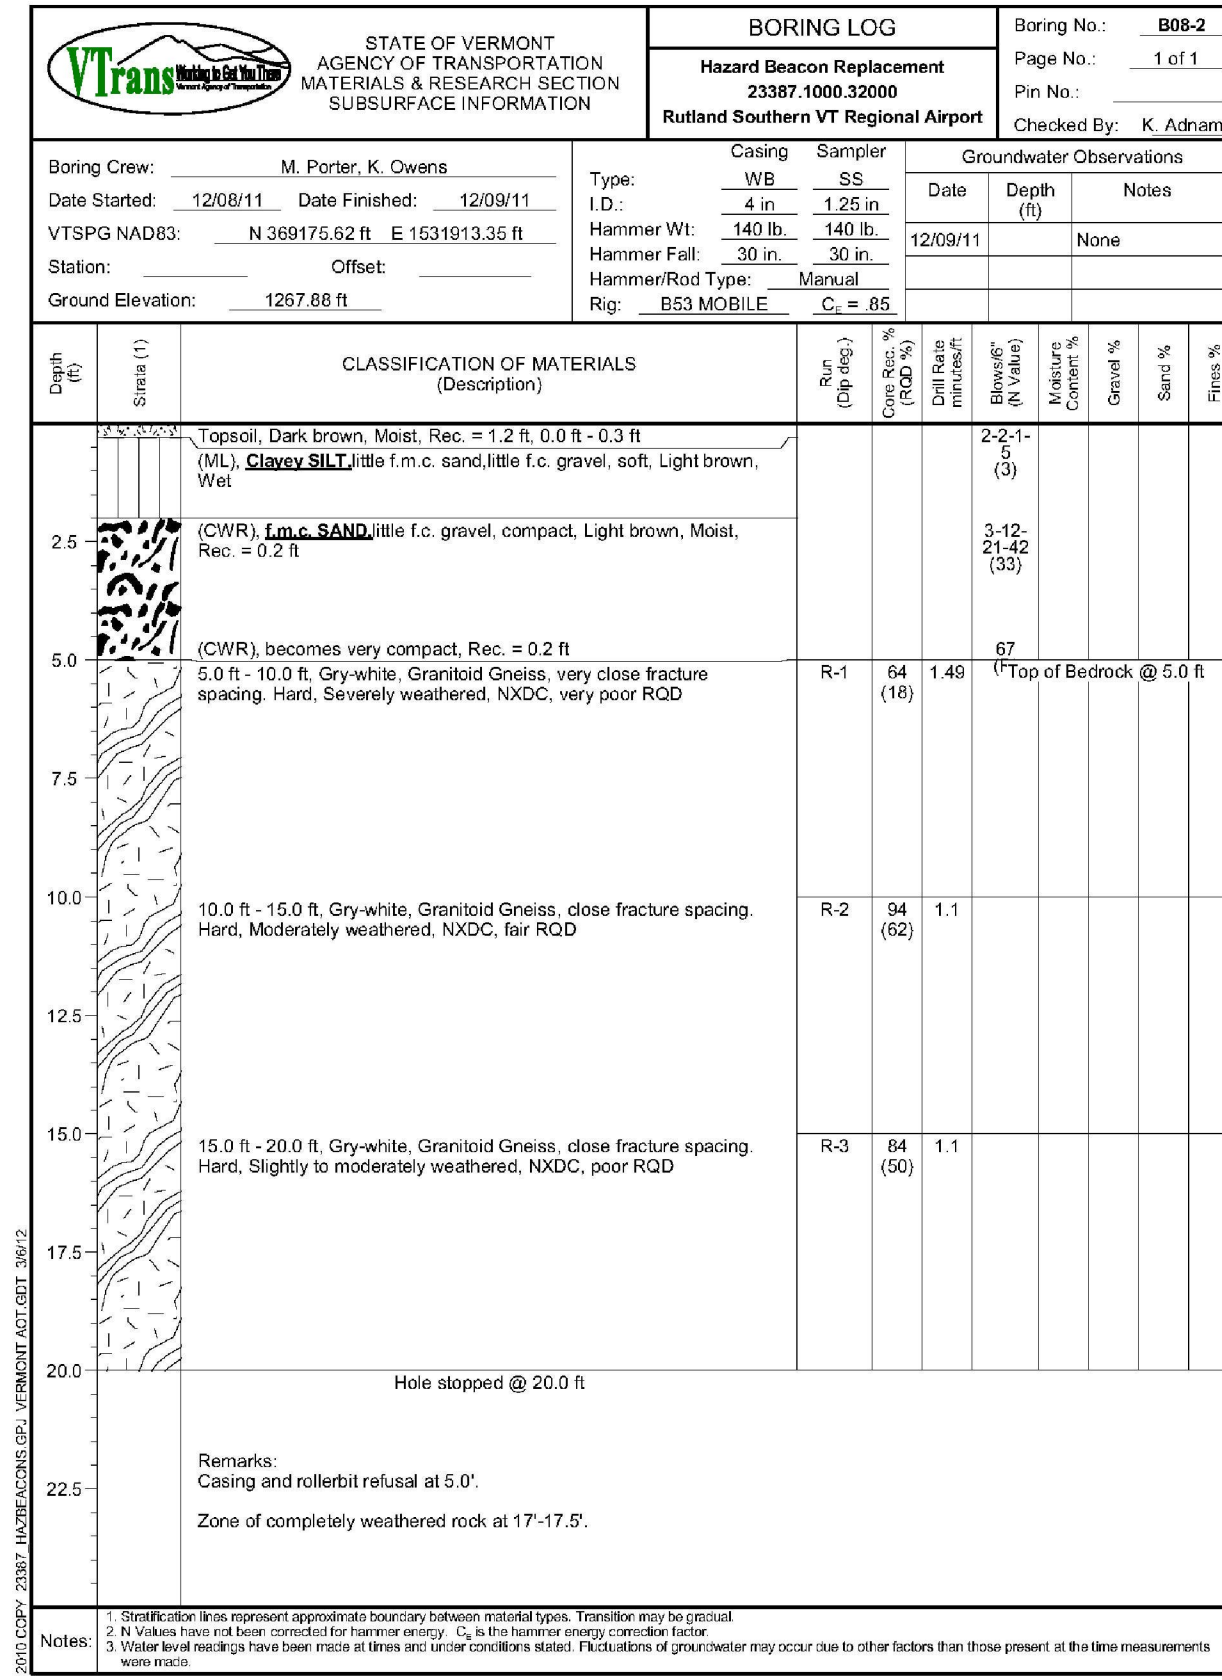 VTrans Working to Get You There
Vermont Agency of Transportation
STATE OF VERMONT
AGENCY OF TRANSPORTATION
MATERIALS & RESEARCH SECTION
SUBSURFACE INFORMATION
BORING LOG
Hazard Beacon Replacement
23387.1000.32000
Rutland Southern VT Regional Airport
Boring No.: B08-2
Page No.: 1 of 1
Pin No.:
Checked By: K. Adnam
Boring Crew: M. Porter, K. Owens
Date Started: 12/08/11 Date Finished: 12/09/11
VTSPG NAD83: N 369175.62 ft E 1531913.35 ft
Station: Offset:
Ground Elevation: 1267.88 ft
Casing Sampler
Type: WB SS
I.D.: 4 in 1.25 in
Hammer Wt: 140 lb. 140 lb.
Hammer Fall: 30 in. 30 in.
Hammer/Rod Type: Manual
Rig: B53 MOBILE CE = .85
Groundwater Observations
Date Depth (ft) Notes
12/09/11 None
Depth (ft)
Strata (1)
CLASSIFICATION OF MATERIALS
(Description)
Run (Dip deg.)
Core Rec. % (RQD %)
Drill Rate minutes/ft
Blows/6" (N Value)
Moisture Content %
Gravel %
Sand %
Fines %
Topsoil, Dark brown, Moist, Rec. = 1.2 ft, 0.0 ft - 0.3 ft
(ML), Clayey SILT,little f.m.c. sand,little f.c. gravel, soft, Light brown,
Wet
2-2-1-
5
(3)
2.5
(CWR), f.m.c. SAND,little f.c. gravel, compact, Light brown, Moist,
Rec. = 0.2 ft
3-12-
21-42
(33)
(CWR), becomes very compact, Rec. = 0.2 ft
67
5.0
5.0 ft - 10.0 ft, Gry-white, Granitoid Gneiss, very close fracture
spacing. Hard, Severely weathered, NXDC, very poor RQD
R-1 64 1.49
(18)
Top of Bedrock @ 5.0 ft
7.5
10.0
10.0 ft - 15.0 ft, Gry-white, Granitoid Gneiss, close fracture spacing.
Hard, Moderately weathered, NXDC, fair RQD
R-2 94 1.1
(62)
12.5
15.0
15.0 ft - 20.0 ft, Gry-white, Granitoid Gneiss, close fracture spacing.
Hard, Slightly to moderately weathered, NXDC, poor RQD
R-3 84 1.1
(50)
17.5
20.0
Hole stopped @ 20.0 ft
Remarks:
Casing and rollerbit refusal at 5.0'.
22.5
Zone of completely weathered rock at 17'-17.5'.
2010 COPY 23387_HAZBEACONS.GPJ VERMONT AOT.GDT 3/6/12
Notes:
1. Stratification lines represent approximate boundary between material types. Transition may be gradual.
2. N Values have not been corrected for hammer energy. CE is the hammer energy correction factor.
3. Water level readings have been made at times and under conditions stated. Fluctuations of groundwater may occur due to other factors than those present at the time measurements
were made.